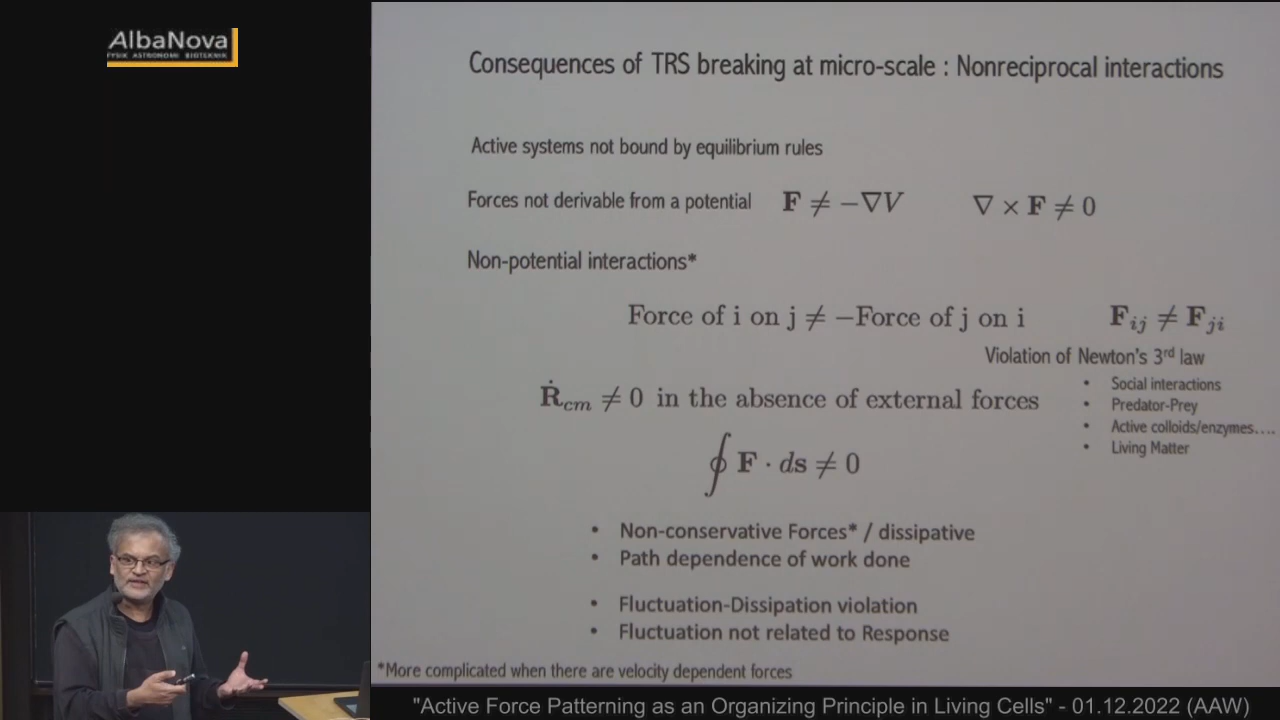 AlbaNova
FYSIK ASTRONOMI BIOTEKNIK
Consequences of TRS breaking at micro-scale : Nonreciprocal interactions
Active systems not bound by equilibrium rules
Forces not derivable from a potential F ≠ −∇V ∇ × F ≠ 0
Non-potential interactions*
Force of i on j ≠ −Force of j on i F_ij ≠ F_ji
Violation of Newton's 3rd law
• Social interactions
• Predator-Prey
• Active colloids/enzymes....
• Living Matter
Ṙ_cm ≠ 0 in the absence of external forces
∮ F · ds ≠ 0
• Non-conservative Forces* / dissipative
• Path dependence of work done
• Fluctuation-Dissipation violation
• Fluctuation not related to Response
*More complicated when there are velocity dependent forces
"Active Force Patterning as an Organizing Principle in Living Cells" - 01.12.2022 (AAW)